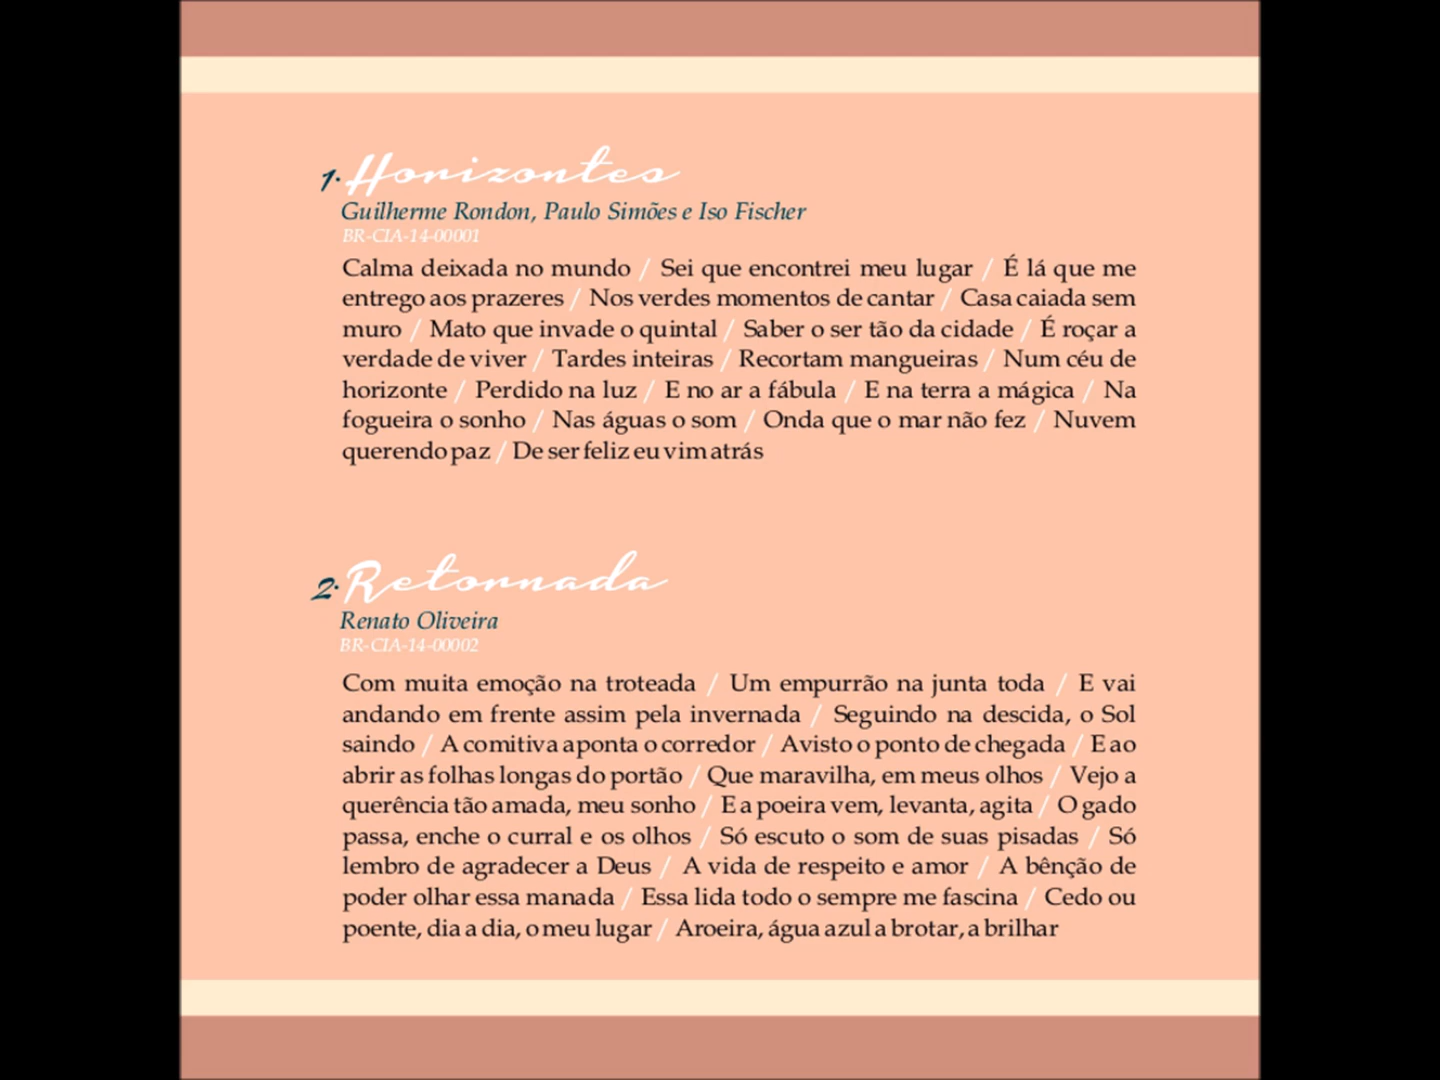 1. Horizontes
Guilherme Rondon, Paulo Simões e Iso Fischer
BR-CIA-14-00001
Calma deixada no mundo / Sei que encontrei meu lugar / É lá que me
entrego aos prazeres / Nos verdes momentos de cantar / Casa caiada sem
muro / Mato que invade o quintal / Saber o ser tão da cidade / É roçar a
verdade de viver / Tardes inteiras / Recortam mangueiras / Num céu de
horizonte / Perdido na luz / E no ar a fábula / E na terra a mágica / Na
fogueira o sonho / Nas águas o som / Onda que o mar não fez / Nuvem
querendo paz / De ser feliz eu vim atrás
2. Retornada
Renato Oliveira
BR-CIA-14-00002
Com muita emoção na troteada / Um empurrão na junta toda / E vai
andando em frente assim pela invernada / Seguindo na descida, o Sol
saindo / A comitiva aponta o corredor / Avisto o ponto de chegada / E ao
abrir as folhas longas do portão / Que maravilha, em meus olhos / Vejo a
querência tão amada, meu sonho / E a poeira vem, levanta, agita / O gado
passa, enche o curral e os olhos / Só escuto o som de suas pisadas / Só
lembro de agradecer a Deus / A vida de respeito e amor / A bênção de
poder olhar essa manada / Essa lida todo o sempre me fascina / Cedo ou
poente, dia a dia, o meu lugar / Aroeira, água azul a brotar, a brilhar